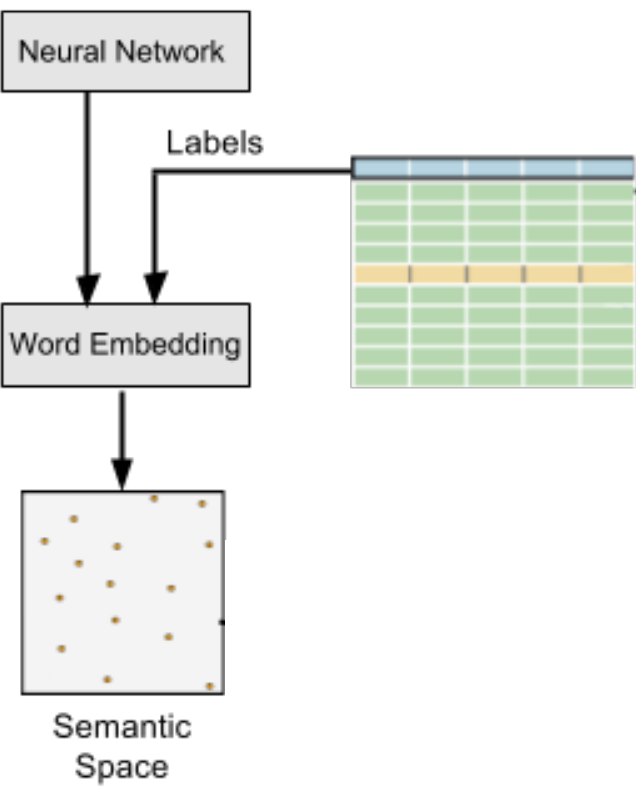 Neural Network
Labels
Word Embedding
Semantic
Space